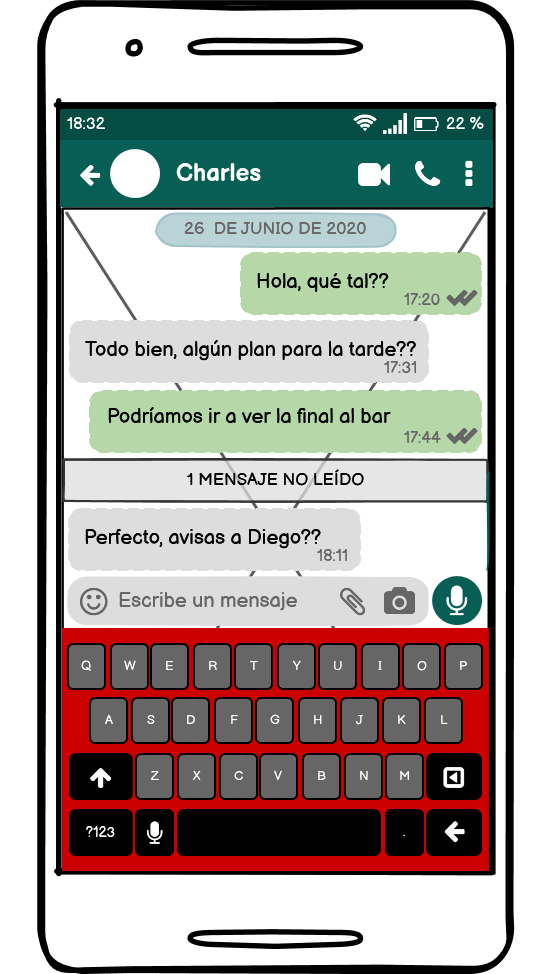 18:32 22 %
Charles
26 DE JUNIO DE 2020
Hola, qué tal??
17:20
Todo bien, algún plan para la tarde??
17:31
Podríamos ir a ver la final al bar
17:44
1 MENSAJE NO LEÍDO
Perfecto, avisas a Diego??
18:11
Escribe un mensaje
Q W E R T Y U I O P
A S D F G H J K L
Z X C V B N M
?123 .